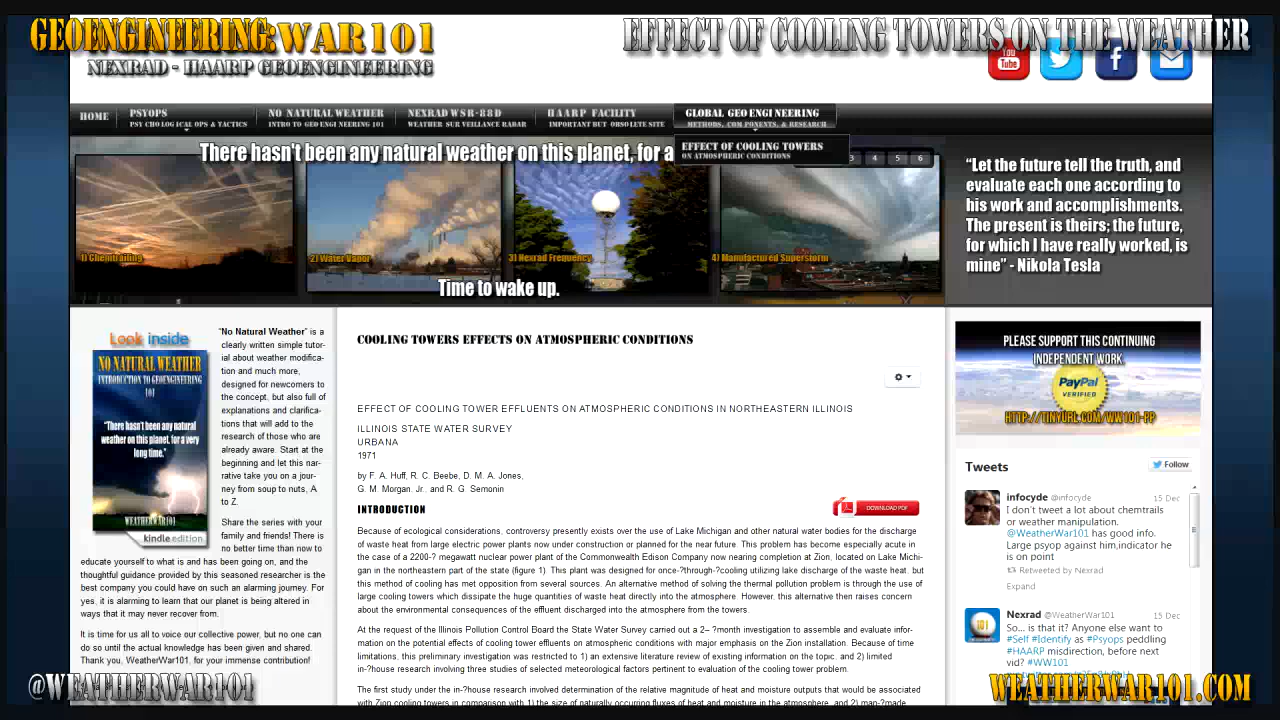 GEOENGINEERING:WAR101
NEXRAD - HAARP GEOENGINEERING
EFFECT OF COOLING TOWERS ON THE WEATHER
You
Tube
HOME
PSYOPS
PSYCHOLOGICAL OPS & TACTICS
NO NATURAL WEATHER
INTRO TO GEOENGINEERING 101
NEXRAD WSR-88D
WEATHER SURVEILLANCE RADAR
HAARP FACILITY
IMPORTANT BUT OBSOLETE SITE
GLOBAL GEOENGINEERING
METHODS, COMPONENTS, & RESEARCH
EFFECT OF COOLING TOWERS
ON ATMOSPHERIC CONDITIONS
There hasn't been any natural weather on this planet, for a
3 4 5 6
1) Chemtrailing
2) Water Vapor
3) Nexrad Frequency
4) Manufactured Superstorm
Time to wake up.
“Let the future tell the truth, and
evaluate each one according to
his work and accomplishments.
The present is theirs; the future,
for which I have really worked, is
mine” - Nikola Tesla
Look inside
NO NATURAL WEATHER
INTRODUCTION TO GEOENGINEERING
101
"There hasn't been any natural
weather on this planet, for a very
long time."
WEATHERWAR101
kindle edition
“No Natural Weather” is a
clearly written simple tutor-
ial about weather modifica-
tion and much more,
designed for newcomers to
the concept, but also full of
explanations and clarifica-
tions that will add to the
research of those who are
already aware. Start at the
beginning and let this nar-
rative take you on a jour-
ney from soup to nuts, A
to Z.
Share the series with your
family and friends! There is
no better time than now to
educate yourself to what is and has been going on, and the
thoughtful guidance provided by this seasoned researcher is the
best company you could have on such an alarming journey. For
yes, it is alarming to learn that our planet is being altered in
ways that it may never recover from.
It is time for us all to voice our collective power, but no one can
do so until the actual knowledge has been given and shared.
Thank you, WeatherWar101, for your immense contribution!
@WEATHERWAR101
COOLING TOWERS EFFECTS ON ATMOSPHERIC CONDITIONS
EFFECT OF COOLING TOWER EFFLUENTS ON ATMOSPHERIC CONDITIONS IN NORTHEASTERN ILLINOIS
ILLINOIS STATE WATER SURVEY
URBANA
1971
by F. A. Huff, R. C. Beebe, D. M. A. Jones,
G. M. Morgan, Jr. and R. G. Semonin
INTRODUCTION
DOWNLOAD PDF
Because of ecological considerations, controversy presently exists over the use of Lake Michigan and other natural water bodies for the discharge
of waste heat from large electric power plants now under construction or planned for the near future. This problem has become especially acute in
the case of a 2200-? megawatt nuclear power plant of the Commonwealth Edison Company now nearing completion at Zion, located on Lake Michi-
gan in the northeastern part of the state (figure 1). This plant was designed for once-?through-?cooling utilizing lake discharge of the waste heat, but
this method of cooling has met opposition from several sources. An alternative method of solving the thermal pollution problem is through the use of
large cooling towers which dissipate the huge quantities of waste heat directly into the atmosphere. However, this alternative then raises concern
about the environmental consequences of the effluent discharged into the atmosphere from the towers.
At the request of the Illinois Pollution Control Board the State Water Survey carried out a 2– ?month investigation to assemble and evaluate infor-
mation on the potential effects of cooling tower effluents on atmospheric conditions with major emphasis on the Zion installation. Because of time
limitations, this preliminary investigation was restricted to 1) an extensive literature review of existing information on the topic, and 2) limited
in-?house research involving three studies of selected meteorological factors pertinent to evaluation of the cooling tower problem.
The first study under the in-?house research involved determination of the relative magnitude of heat and moisture outputs that would be associated
with Zion cooling towers in comparison with 1) the size of naturally occurring fluxes of heat and moisture in the atmosphere, and 2) man-?made
PLEASE SUPPORT THIS CONTINUING
INDEPENDENT WORK
PayPal
VERIFIED
HTTP://TINYURL.COM/WW101-PP
Tweets
Follow
infocyde @infocyde 15 Dec
I don't tweet a lot about chemtrails
or weather manipulation.
@WeatherWar101 has good info.
Large psyop against him,indicator he
is on point
Retweeted by Nexrad
Expand
101
Nexrad @WeatherWar101 15 Dec
So... is that it? Anyone else want to
#Self #Identify as #Psyops peddling
#HAARP misdirection, before next
vid? #WW101
WEATHERWAR101.COM